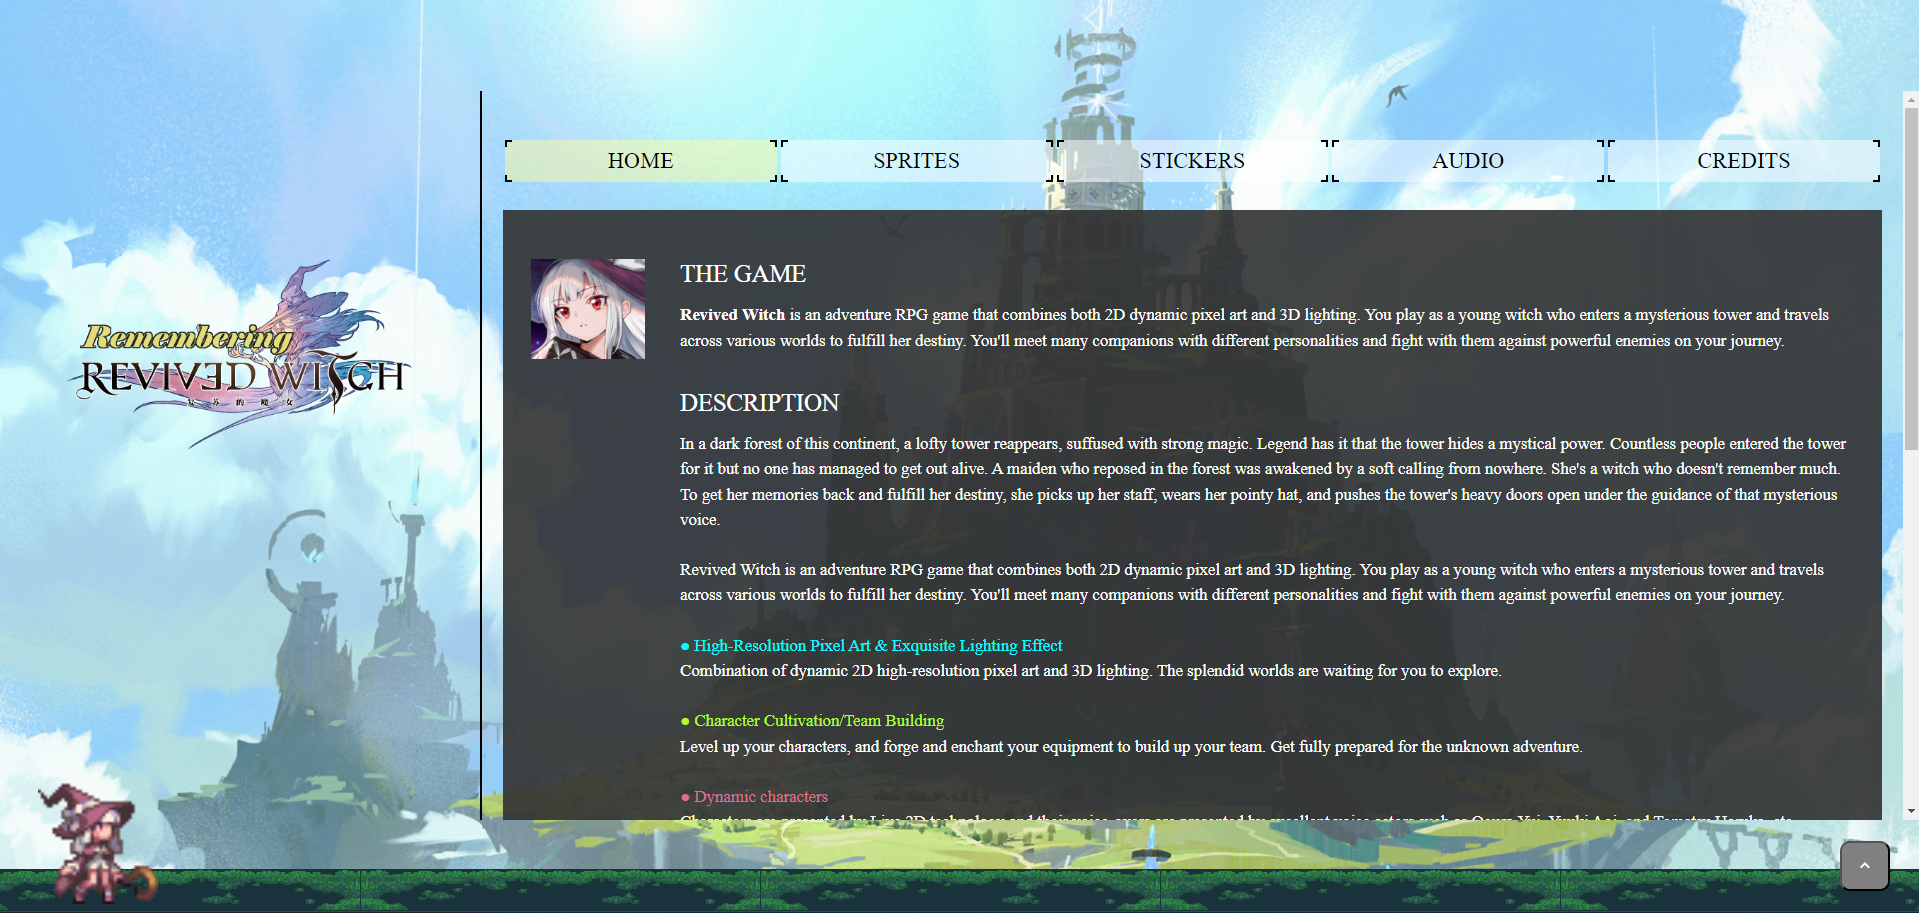 HOME
SPRITES
STICKERS
AUDIO
CREDITS
Remembering
REVIVED WITCH
复苏的魔女
THE GAME
Revived Witch is an adventure RPG game that combines both 2D dynamic pixel art and 3D lighting. You play as a young witch who enters a mysterious tower and travels
across various worlds to fulfill her destiny. You'll meet many companions with different personalities and fight with them against powerful enemies on your journey.
DESCRIPTION
In a dark forest of this continent, a lofty tower reappears, suffused with strong magic. Legend has it that the tower hides a mystical power. Countless people entered the tower
for it but no one has managed to get out alive. A maiden who reposed in the forest was awakened by a soft calling from nowhere. She's a witch who doesn't remember much.
To get her memories back and fulfill her destiny, she picks up her staff, wears her pointy hat, and pushes the tower's heavy doors open under the guidance of that mysterious
voice.
Revived Witch is an adventure RPG game that combines both 2D dynamic pixel art and 3D lighting. You play as a young witch who enters a mysterious tower and travels
across various worlds to fulfill her destiny. You'll meet many companions with different personalities and fight with them against powerful enemies on your journey.
● High-Resolution Pixel Art & Exquisite Lighting Effect
Combination of dynamic 2D high-resolution pixel art and 3D lighting. The splendid worlds are waiting for you to explore.
● Character Cultivation/Team Building
Level up your characters, and forge and enchant your equipment to build up your team. Get fully prepared for the unknown adventure.
● Dynamic characters